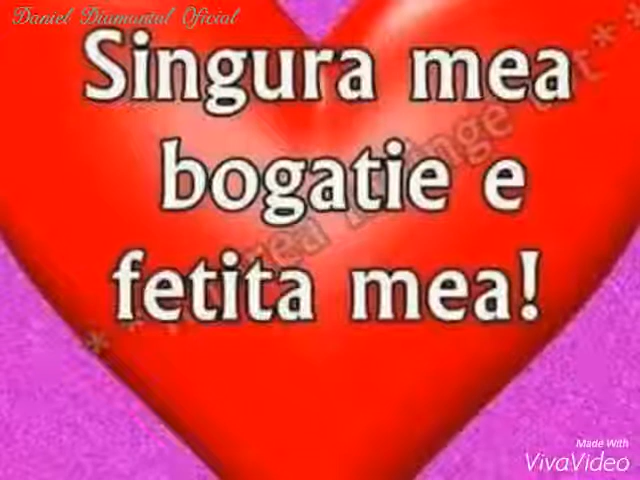 Daniel Diamantul Oficial
Singura mea
bogatie e
fetita mea!
Made With
VivaVideo